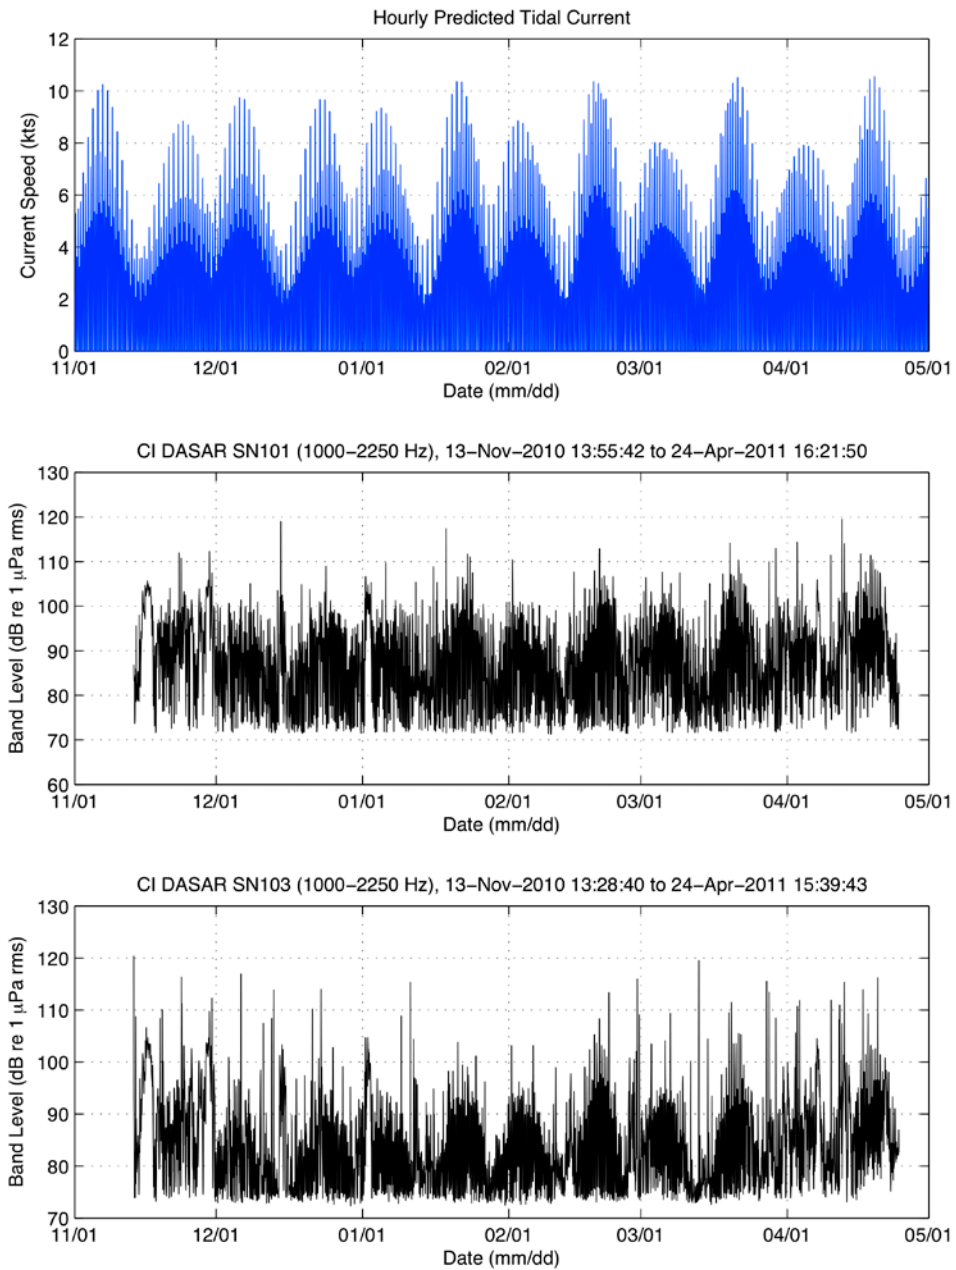 Hourly Predicted Tidal Current
12
10
8
6
4
2
0
Current Speed (kts)
11/01 12/01 01/01 02/01 03/01 04/01 05/01
Date (mm/dd)
CI DASAR SN101 (1000−2250 Hz), 13−Nov−2010 13:55:42 to 24−Apr−2011 16:21:50
130
120
110
100
90
80
70
60
Band Level (dB re 1 μPa rms)
11/01 12/01 01/01 02/01 03/01 04/01 05/01
Date (mm/dd)
CI DASAR SN103 (1000−2250 Hz), 13−Nov−2010 13:28:40 to 24−Apr−2011 15:39:43
130
120
110
100
90
80
70
Band Level (dB re 1 μPa rms)
11/01 12/01 01/01 02/01 03/01 04/01 05/01
Date (mm/dd)